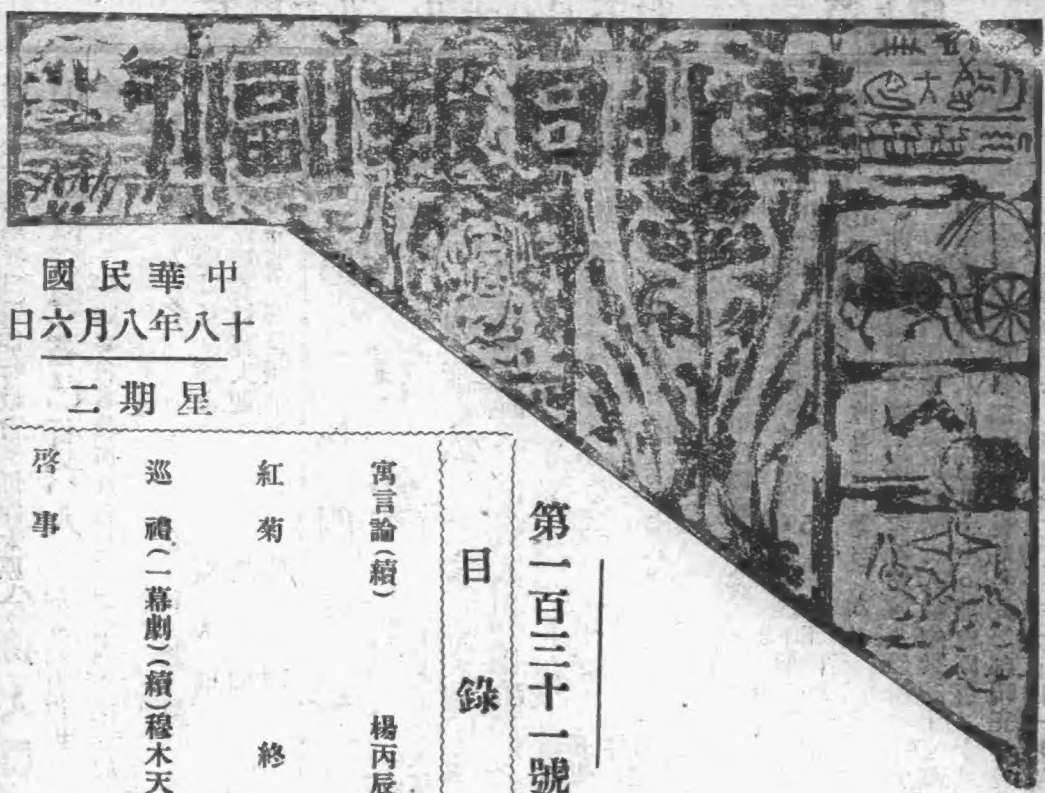 華北日報副刊
中華民國
十八年八月六日
星期二
第一百三十一號
目錄
寓言論(續) 楊丙辰
紅菊 終
巡禮(一幕劇)(續)穆木天
啓事